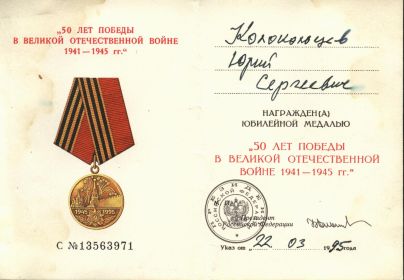 „50 ЛЕТ ПОБЕДЫ
В ВЕЛИКОЙ ОТЕЧЕСТВЕННОЙ ВОЙНЕ
1941—1945 гг."
1945 1995
С №13563971
Колокольцев
Юрий
Сергеевич
НАГРАЖДЕН(А)
ЮБИЛЕЙНОЙ МЕДАЛЬЮ
„50 ЛЕТ ПОБЕДЫ
В ВЕЛИКОЙ ОТЕЧЕСТВЕННОЙ
ВОЙНЕ 1941—1945 гг."
Президент
Российской Федерации
Указ от 22 03 1995 года